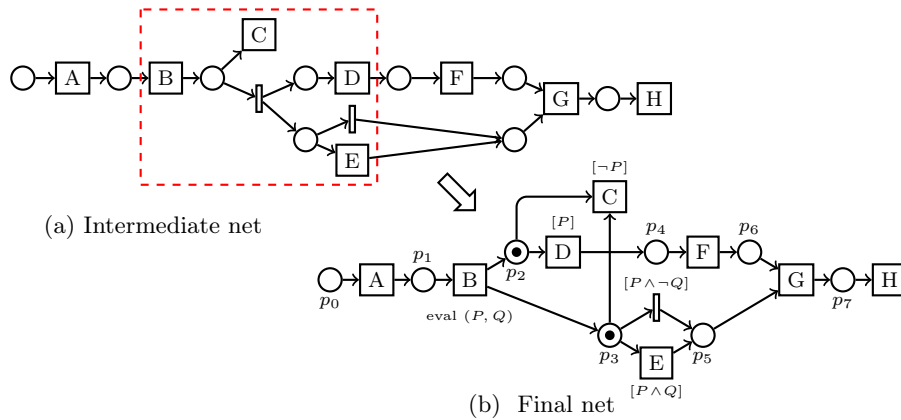 C
A B D F
G H
E
(a) Intermediate net
[¬P]
C
[P]
p1 p2 D p4 p6
F
p0 A B [P∧¬Q] G p7 H
eval (P, Q)
p3 E p5
[P∧Q]
(b) Final net